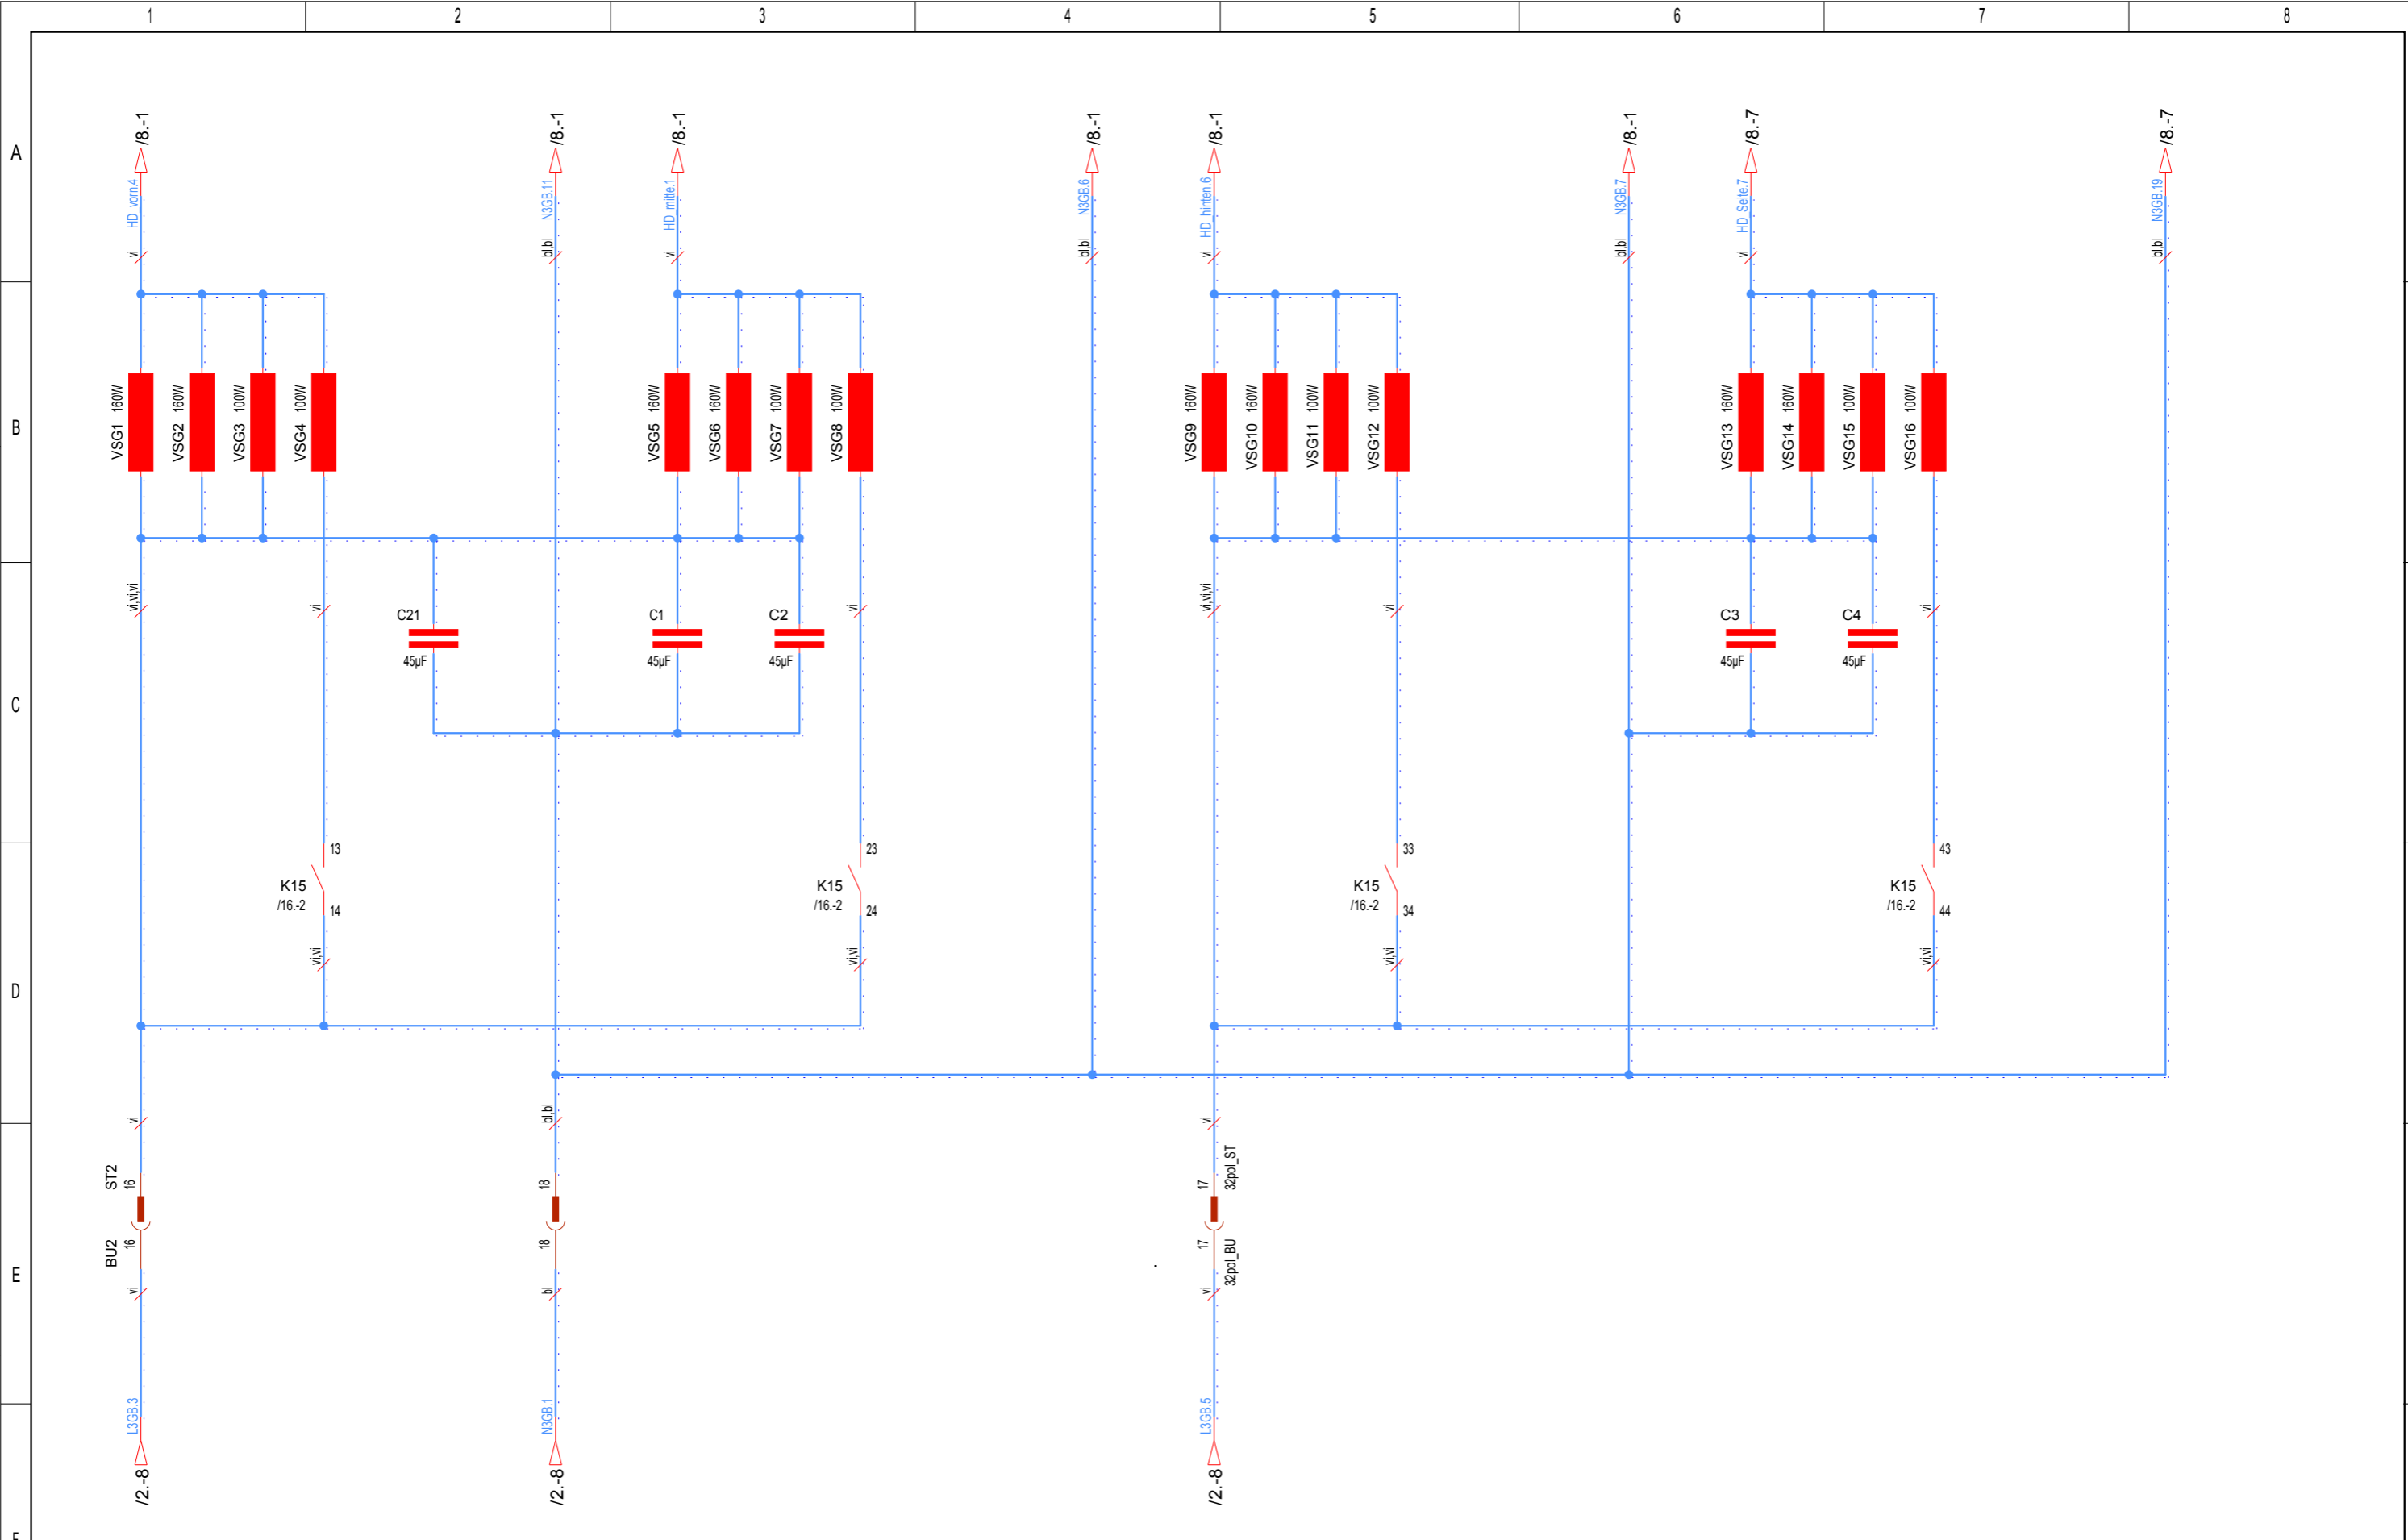 1 2 3 4 5 6 7 8
A
/8.-1 /8.-1 /8.-1 /8.-1 /8.-1 /8.-1 /8.-7 /8.-7
HD_vorn.4 N3GB.11 HD_mitte.1 N3GB.6 HD_hinten.6 N3GB.7 HD_Seite.7 N3GB.19
vi bl,bl vi bl,bl vi bl,bl vi bl,bl
B
VSG1 160W
VSG2 160W
VSG3 100W
VSG4 100W
VSG5 160W
VSG6 160W
VSG7 100W
VSG8 100W
VSG9 160W
VSG10 160W
VSG11 100W
VSG12 100W
VSG13 160W
VSG14 160W
VSG15 100W
VSG16 100W
vi,vi,vi vi vi vi,vi,vi vi vi
C21 C1 C2 C3 C4
45µF 45µF 45µF 45µF 45µF
C
13 23 33 43
K15 K15 K15 K15
/16.-2 /16.-2 /16.-2 /16.-2
14 24 34 44
vi,vi vi,vi vi,vi vi,vi
D
vi bl,bl vi
ST2 16 18 17 32pol_ST
BU2 16 18 17 32pol_BU
E
vi bl vi
L3GB.3 N3GB.1 L3GB.5
/2.-8 /2.-8 /2.-8